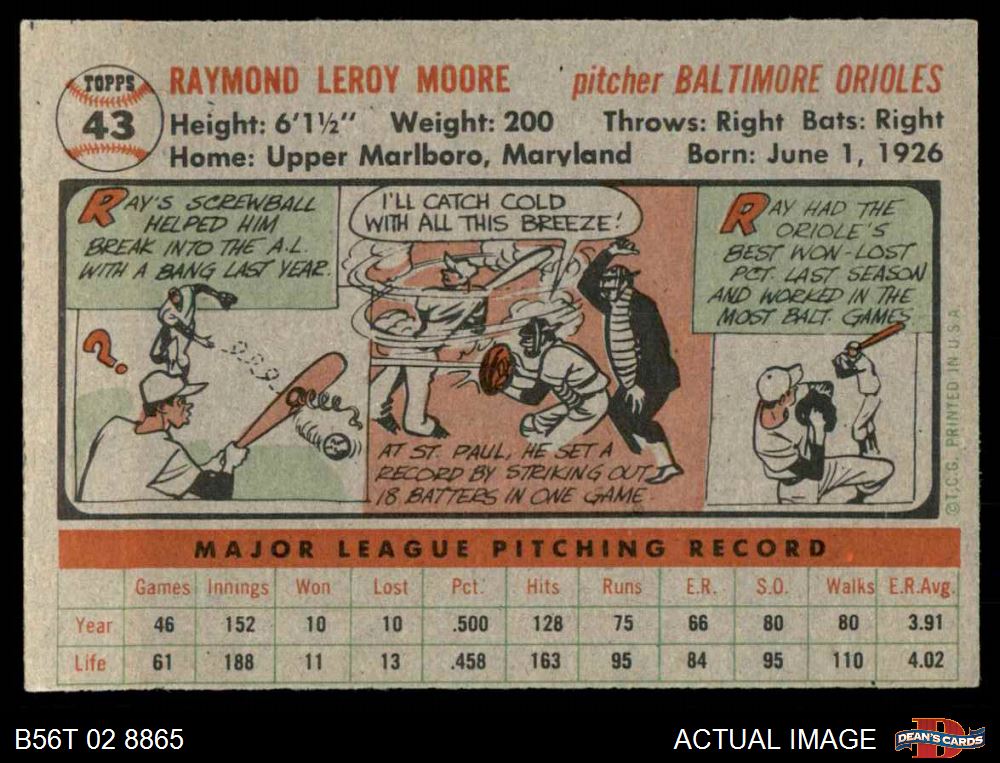 TOPPS
43
RAYMOND LEROY MOORE pitcher BALTIMORE ORIOLES
Height: 6'1½" Weight: 200 Throws: Right Bats: Right
Home: Upper Marlboro, Maryland Born: June 1, 1926
RAY'S SCREWBALL
HELPED HIM
BREAK INTO THE A.L.
WITH A BANG LAST YEAR.
?
I'LL CATCH COLD
WITH ALL THIS BREEZE!
AT ST. PAUL, HE SET A
RECORD BY STRIKING OUT
18 BATTERS IN ONE GAME.
RAY HAD THE
ORIOLE'S
BEST WON-LOST
PCT. LAST SEASON
AND WORKED IN THE
MOST BALT. GAMES.
©T.C.G. PRINTED IN U.S.A.
MAJOR LEAGUE PITCHING RECORD
Games Innings Won Lost Pct. Hits Runs E.R. S.O. Walks E.R.Avg.
Year 46 152 10 10 .500 128 75 66 80 80 3.91
Life 61 188 11 13 .458 163 95 84 95 110 4.02
B56T 02 8865 ACTUAL IMAGE DEAN'S CARDS